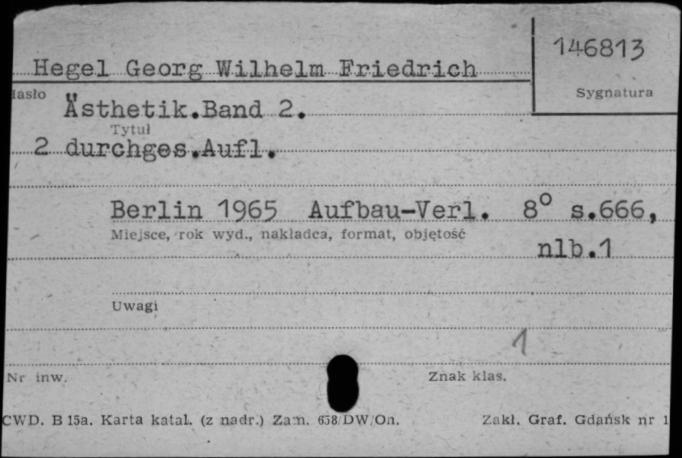 146813
Hegel Georg Wilhelm Friedrich
Hasło
Sygnatura
Ästhetik.Band 2.
Tytuł
2 durchges.Aufl.
Berlin 1965 Aufbau-Verl. 8° s.666,
Miejsce, rok wyd., nakładca, format, objętość
nlb.1
Uwagi
1
Nr inw.
Znak klas.
CWD. B 15a. Karta katal. (z nadr.) Zam. 658/DW/On.
Zakł. Graf. Gdańsk nr 1